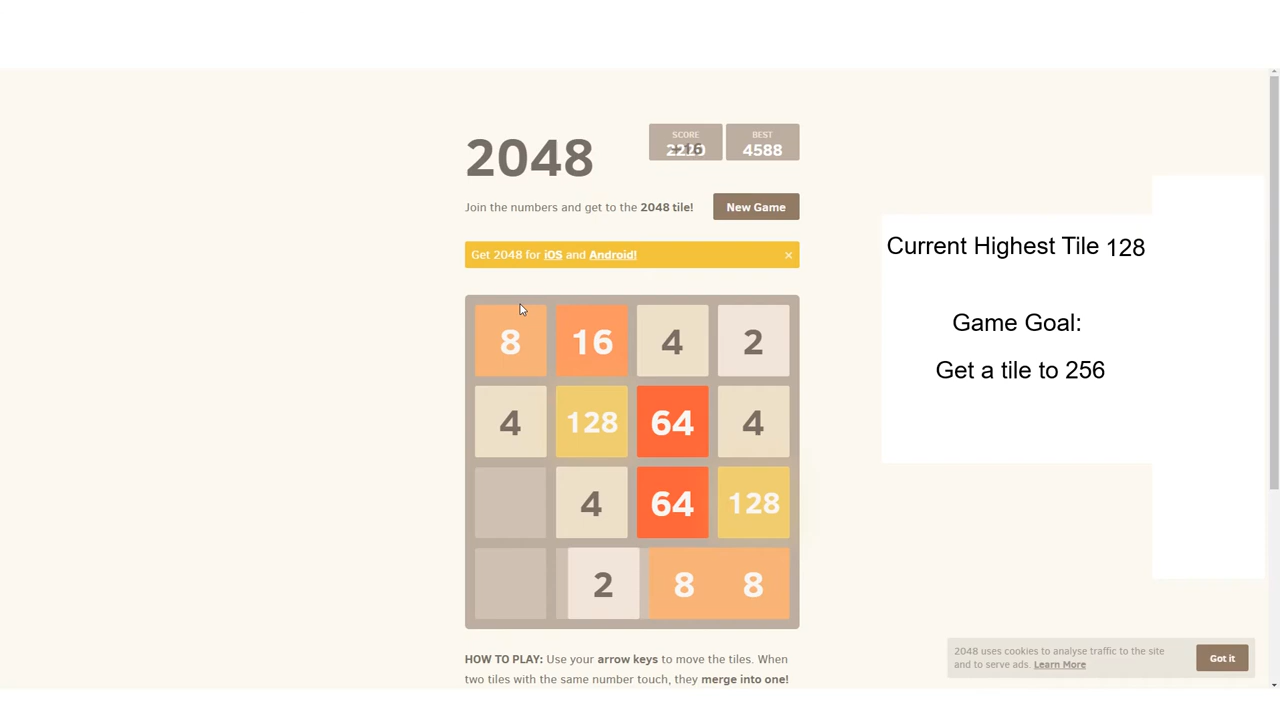 2048
SCORE
BEST
4588
Join the numbers and get to the 2048 tile!
New Game
Get 2048 for iOS and Android!
×
8 16 4 2
4 128 64 4
4 64 128
2 8 8
HOW TO PLAY: Use your arrow keys to move the tiles. When
two tiles with the same number touch, they merge into one!
Current Highest Tile 128
Game Goal:
Get a tile to 256
2048 uses cookies to analyse traffic to the site
and to serve ads. Learn More
Got it